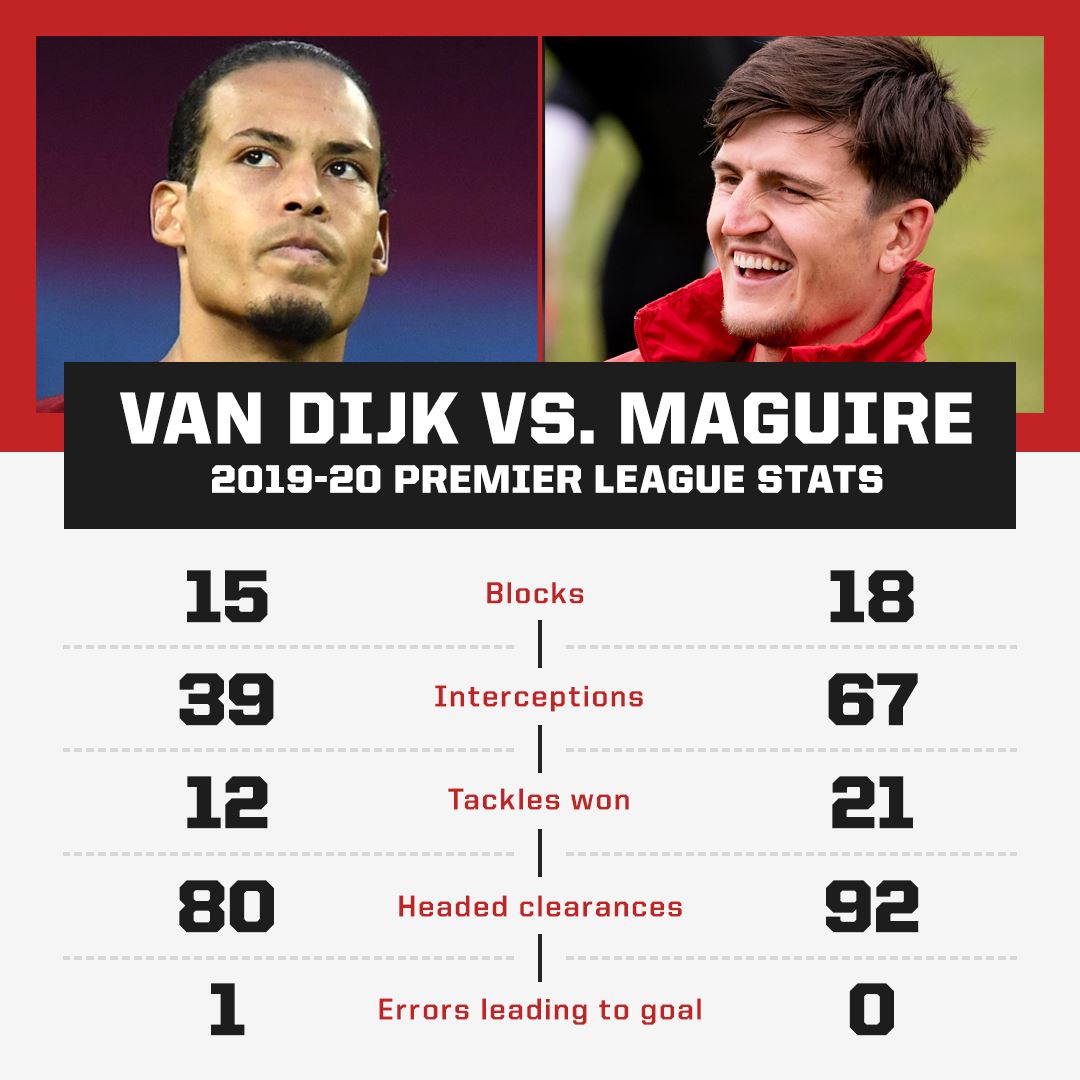 VAN DIJK VS. MAGUIRE
2019-20 PREMIER LEAGUE STATS
15 Blocks 18
39 Interceptions 67
12 Tackles won 21
80 Headed clearances 92
1 Errors leading to goal 0